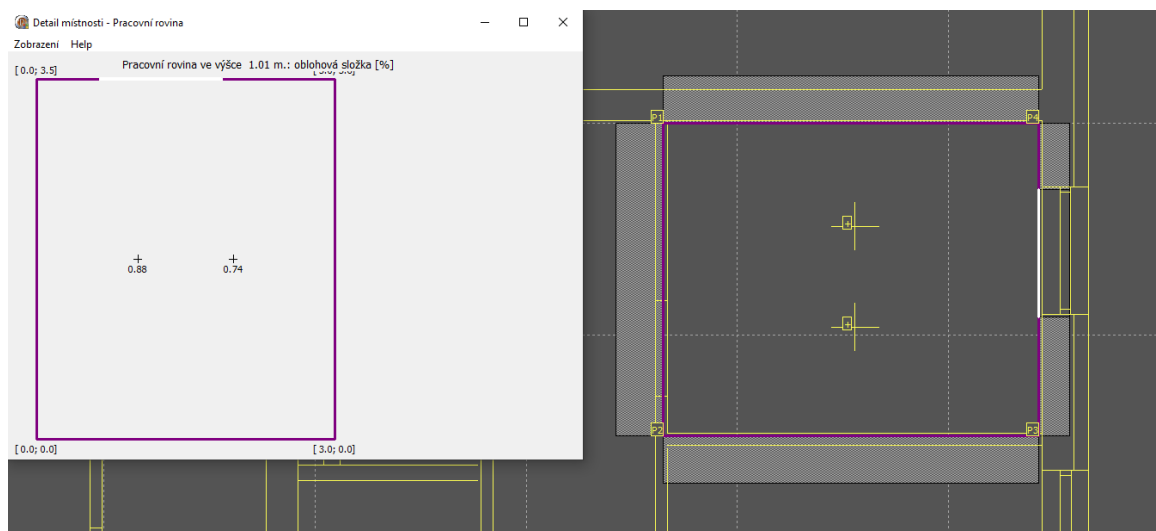 Detail místnosti - Pracovní rovina
Zobrazení Help
Pracovní rovina ve výšce 1.01 m.: oblohová složka [%]
[ 0.0; 3.5]
0.88 0.74
[ 0.0; 0.0] [ 3.0; 0.0]
P1 P4
P2 P3